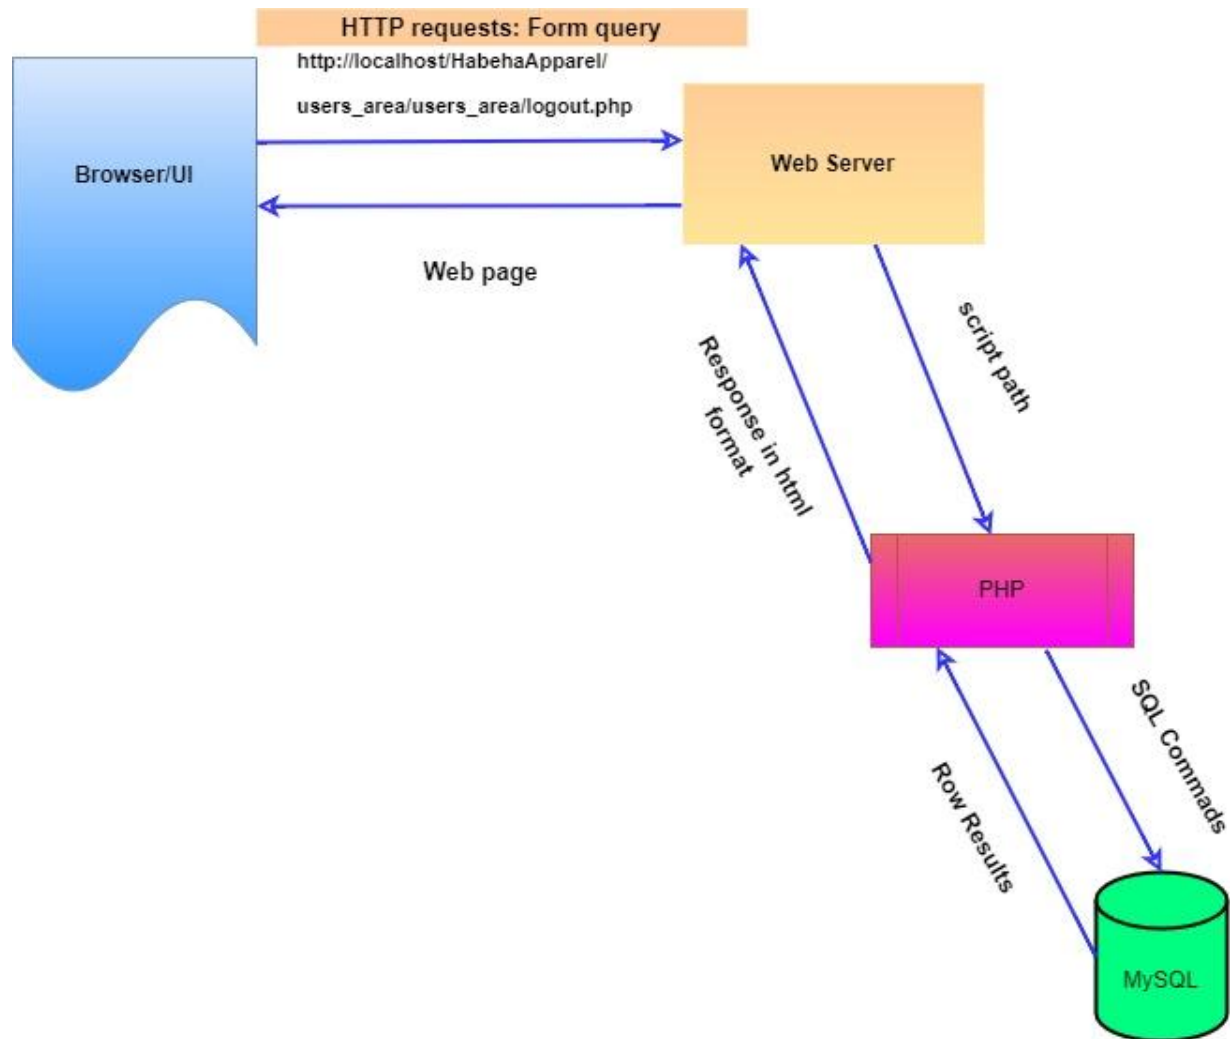 HTTP requests: Form query
http://localhost/HabehaApparel/
users_area/users_area/logout.php
Browser/UI
Web Server
Web page
script path
Response in html
format
PHP
SQL Commads
Row Results
MySQL